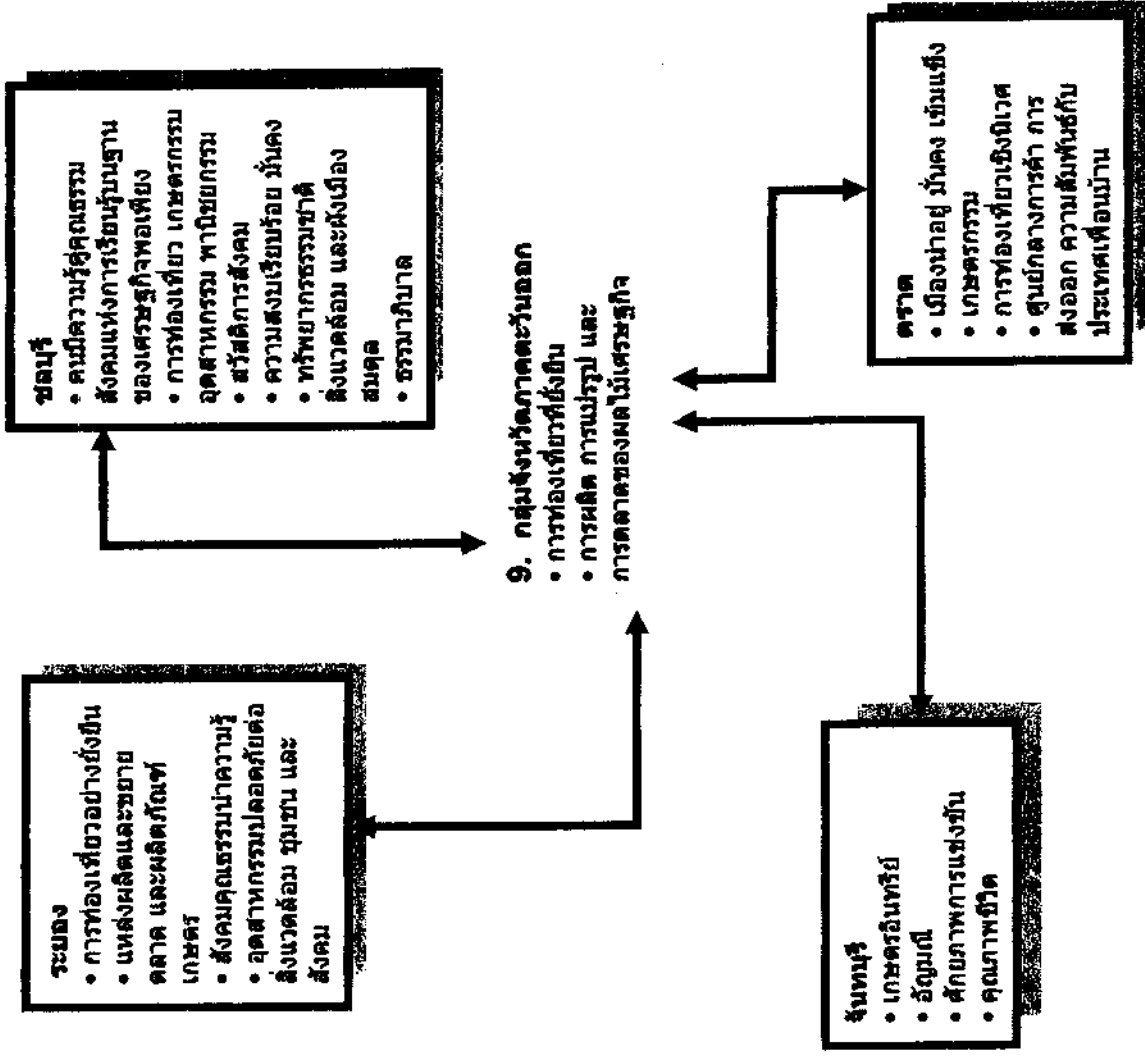 ระยอง
• การท่องเที่ยวอย่างยั่งยืน
• แหล่งผลิตและขยาย
ตลาด และผลิตภัณฑ์
เกษตร
• สังคมคุณธรรมนำความรู้
• อุตสาหกรรมปลอดภัยต่อ
สิ่งแวดล้อม ชุมชน และ
สังคม
ชลบุรี
• คนมีความรู้คู่คุณธรรม
สังคมแห่งการเรียนรู้บนฐาน
ของเศรษฐกิจพอเพียง
• การท่องเที่ยว เกษตรกรรม
อุตสาหกรรม พาณิชยกรรม
• สวัสดิการสังคม
• ความสงบเรียบร้อย มั่นคง
• ทรัพยากรธรรมชาติ
สิ่งแวดล้อม และผังเมือง
สมดุล
• ธรรมาภิบาล
9. กลุ่มจังหวัดภาคตะวันออก
• การท่องเที่ยวที่ยั่งยืน
• การผลิต การแปรรูป และ
การตลาดของผลไม้เศรษฐกิจ
จันทบุรี
• เกษตรอินทรีย์
• อัญมณี
• ศักยภาพการแข่งขัน
• คุณภาพชีวิต
ตราด
• เมืองน่าอยู่ มั่นคง เข้มแข็ง
• เกษตรกรรม
• การท่องเที่ยวเชิงนิเวศ
• ศูนย์กลางการค้า การ
ส่งออก ความสัมพันธ์กับ
ประเทศเพื่อนบ้าน